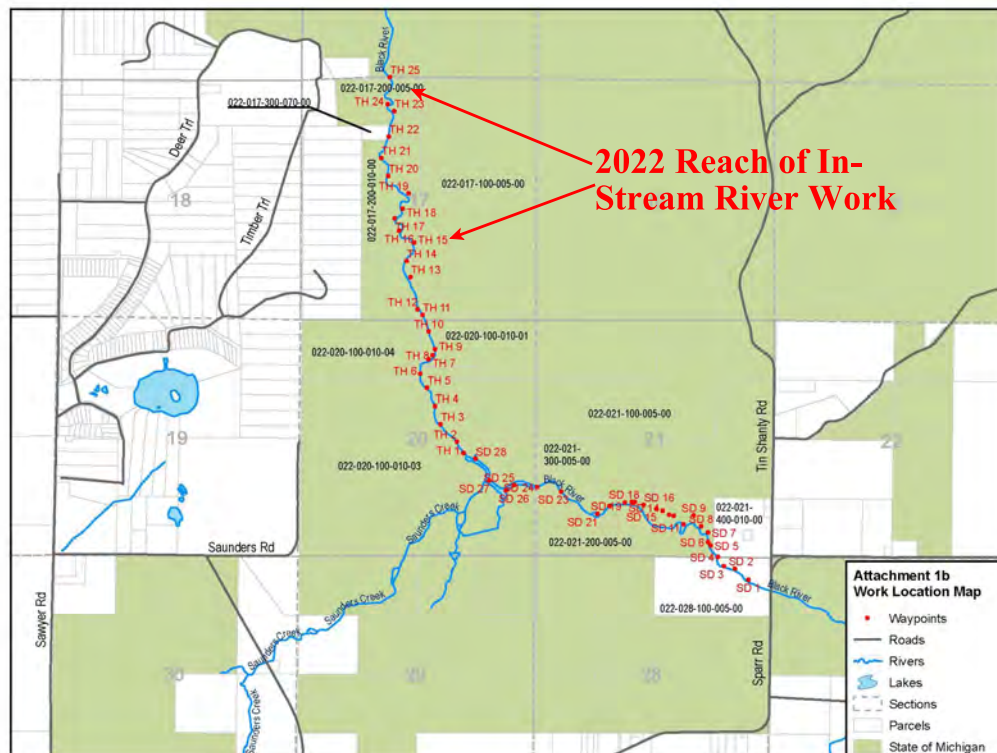 Black River
TH 25
022-017-200-005-00
TH 24
TH 23
022-017-300-070-00
TH 22
TH 21
TH 20
TH 19
022-017-100-005-00
022-017-200-010-00
2022 Reach of In-
Stream River Work
Deer Trl
Timber Trl
18
17
TH 18
TH 17
TH 16
TH 15
TH 14
TH 13
TH 12
TH 11
TH 10
022-020-100-010-01
TH 9
022-020-100-010-04
TH 8
TH 7
TH 6
TH 5
TH 4
TH 3
TH 2
TH 1
19
20
21
22
022-021-100-005-00
Tin Shanty Rd
022-020-100-010-03
SD 28
022-021-
300-005-00
SD 25
SD 27
SD 24
SD 26
Black River
SD 23
SD 21
SD 19
SD 18
SD 16
SD 15
SD 11
SD 9
SD 8
022-021-
400-010-00
SD 7
SD 6
SD 5
SD 4
SD 3
SD 2
SD 1
Black River
022-021-200-005-00
022-028-100-005-00
Saunders Rd
Saunders Creek
Saunders Creek
Saunders Creek
Saunders Creek
Sawyer Rd
Sparr Rd
30
29
28
Attachment 1b
Work Location Map
Waypoints
Roads
Rivers
Lakes
Sections
Parcels
State of Michigan